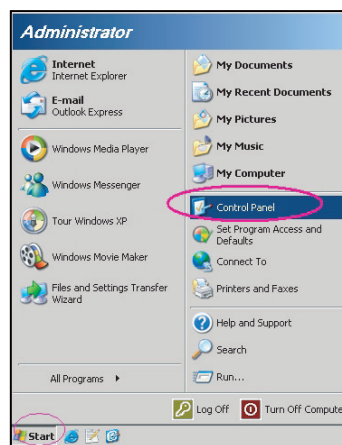 Administrator
Internet
Internet Explorer
E-mail
Outlook Express
Windows Media Player
Windows Messenger
Tour Windows XP
Windows Movie Maker
Files and Settings Transfer
Wizard
All Programs
My Documents
My Recent Documents
My Pictures
My Music
My Computer
Control Panel
Set Program Access and
Defaults
Connect To
Printers and Faxes
Help and Support
Search
Run...
Log Off
Turn Off Compute
Start